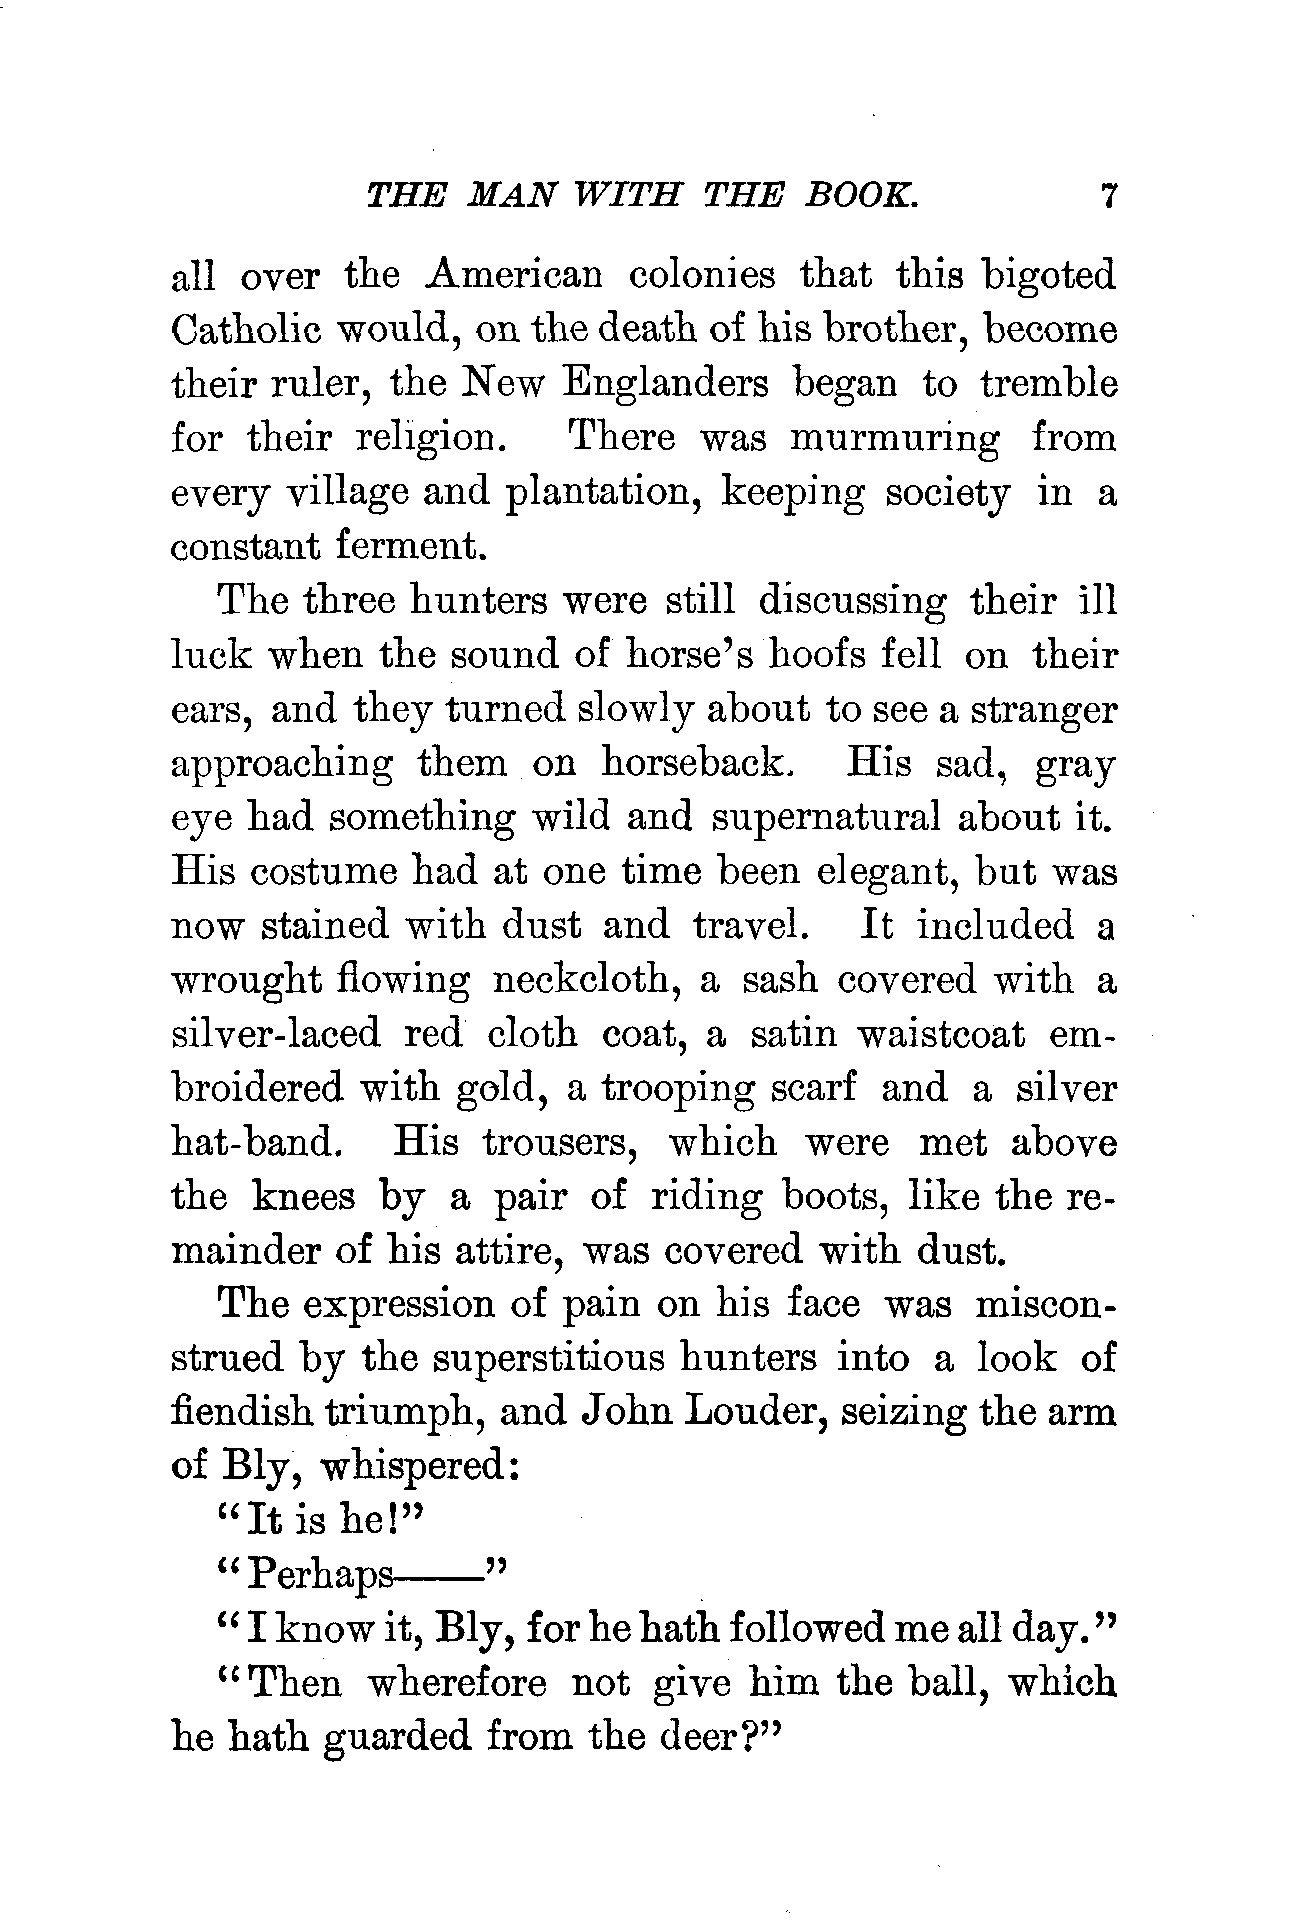 THE MAN WITH THE BOOK. 7
all over the American colonies that this bigoted
Catholic would, on the death of his brother, become
their ruler, the New Englanders began to tremble
for their religion. There was murmuring from
every village and plantation, keeping society in a
constant ferment.
The three hunters were still discussing their ill
luck when the sound of horse's hoofs fell on their
ears, and they turned slowly about to see a stranger
approaching them on horseback. His sad, gray
eye had something wild and supernatural about it.
His costume had at one time been elegant, but was
now stained with dust and travel. It included a
wrought flowing neckcloth, a sash covered with a
silver-laced red cloth coat, a satin waistcoat em-
broidered with gold, a trooping scarf and a silver
hat-band. His trousers, which were met above
the knees by a pair of riding boots, like the re-
mainder of his attire, was covered with dust.
The expression of pain on his face was miscon-
strued by the superstitious hunters into a look of
fiendish triumph, and John Louder, seizing the arm
of Bly, whispered:
"It is he!"
"Perhaps——"
"I know it, Bly, for he hath followed me all day."
"Then wherefore not give him the ball, which
he hath guarded from the deer?"